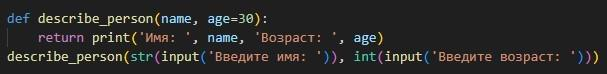 def describe_person(name, age=30):
    return print('Имя: ', name, 'Возраст: ', age)
describe_person(str(input('Введите имя: ')), int(input('Введите возраст: ')))